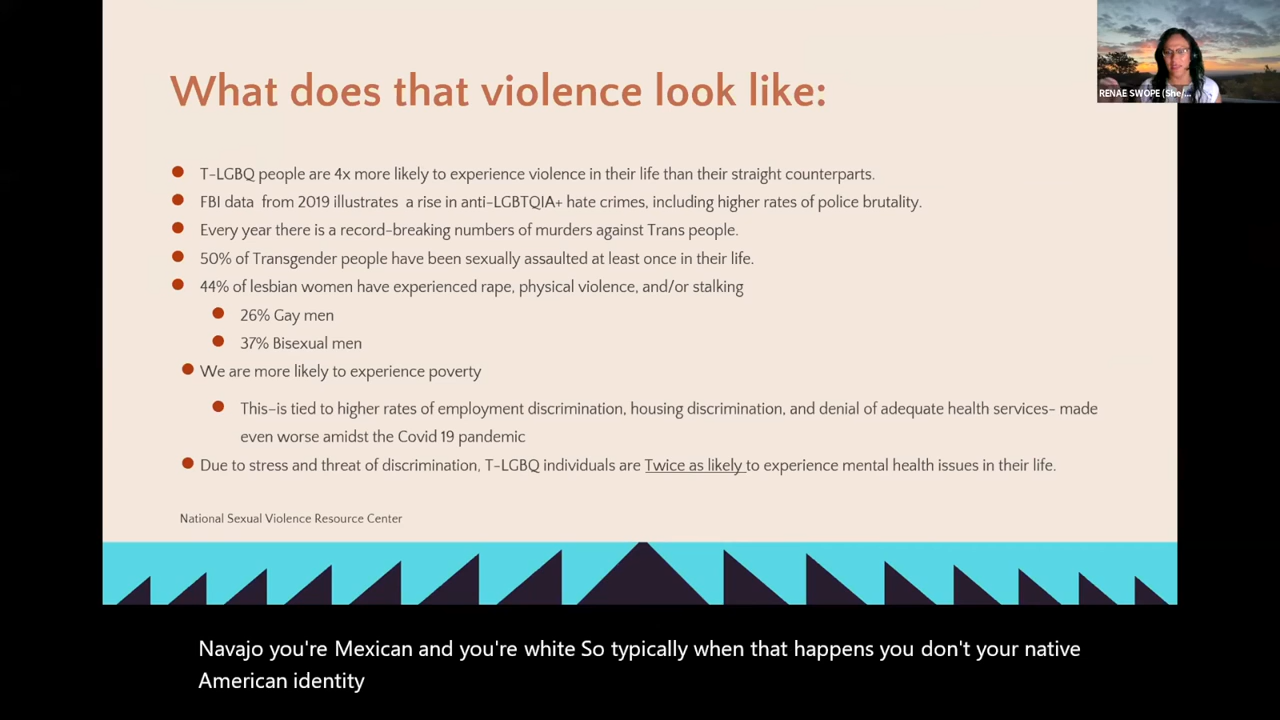 What does that violence look like:
RENAE SWOPE (She/...
T-LGBQ people are 4x more likely to experience violence in their life than their straight counterparts.
FBI data from 2019 illustrates a rise in anti-LGBTQIA+ hate crimes, including higher rates of police brutality.
Every year there is a record-breaking numbers of murders against Trans people.
50% of Transgender people have been sexually assaulted at least once in their life.
44% of lesbian women have experienced rape, physical violence, and/or stalking
26% Gay men
37% Bisexual men
We are more likely to experience poverty
This-is tied to higher rates of employment discrimination, housing discrimination, and denial of adequate health services- made
even worse amidst the Covid 19 pandemic
Due to stress and threat of discrimination, T-LGBQ individuals are Twice as likely to experience mental health issues in their life.
National Sexual Violence Resource Center
Navajo you're Mexican and you're white So typically when that happens you don't your native
American identity